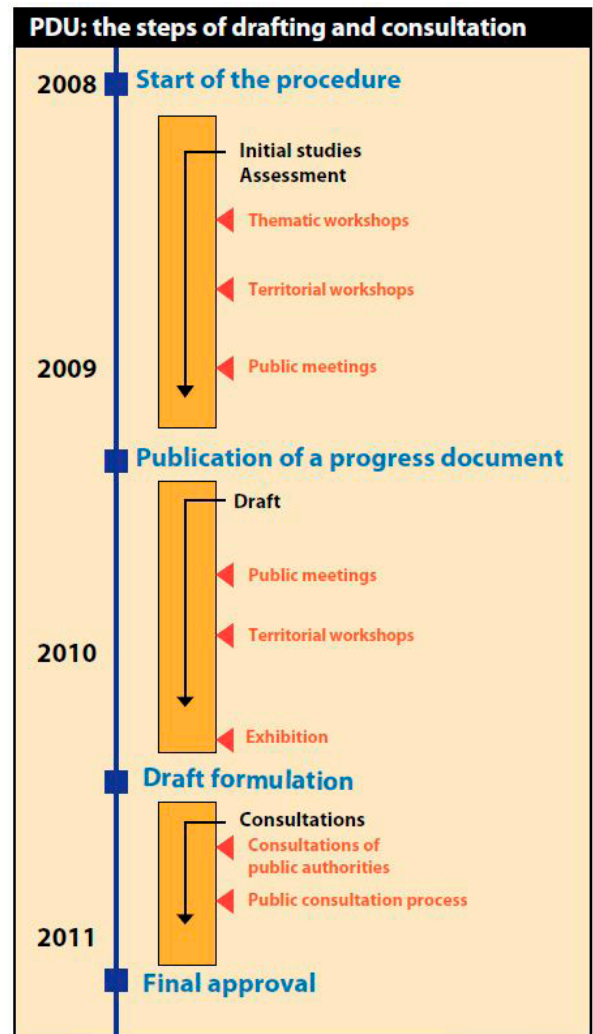 PDU: the steps of drafting and consultation
2008
Start of the procedure
Initial studies
Assessment
Thematic workshops
Territorial workshops
2009
Public meetings
Publication of a progress document
Draft
Public meetings
Territorial workshops
2010
Exhibition
Draft formulation
Consultations
Consultations of
public authorities
Public consultation process
2011
Final approval